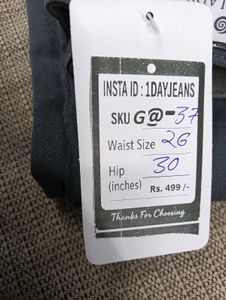 INSTA ID : 1DAYJEANS
SKU G@-37
Waist Size 26
Hip 30
(inches) Rs. 499 /-
Thanks For Choosing